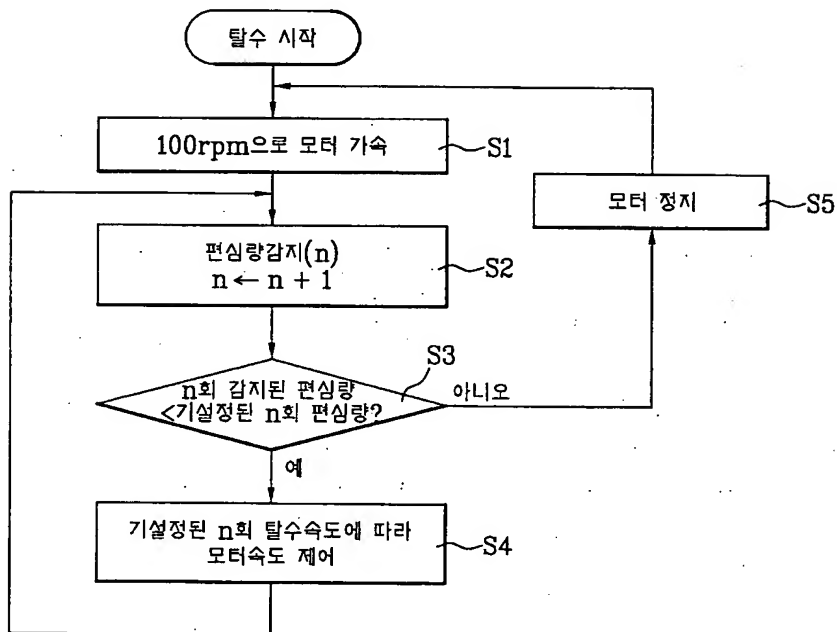 탈수 시작
100rpm으로 모터 가속
S1
모터 정지
S5
편심량감지(n)
n ← n + 1
S2
S3
n회 감지된 편심량
<기설정된 n회 편심량?
아니오
예
기설정된 n회 탈수속도에 따라
모터속도 제어
S4